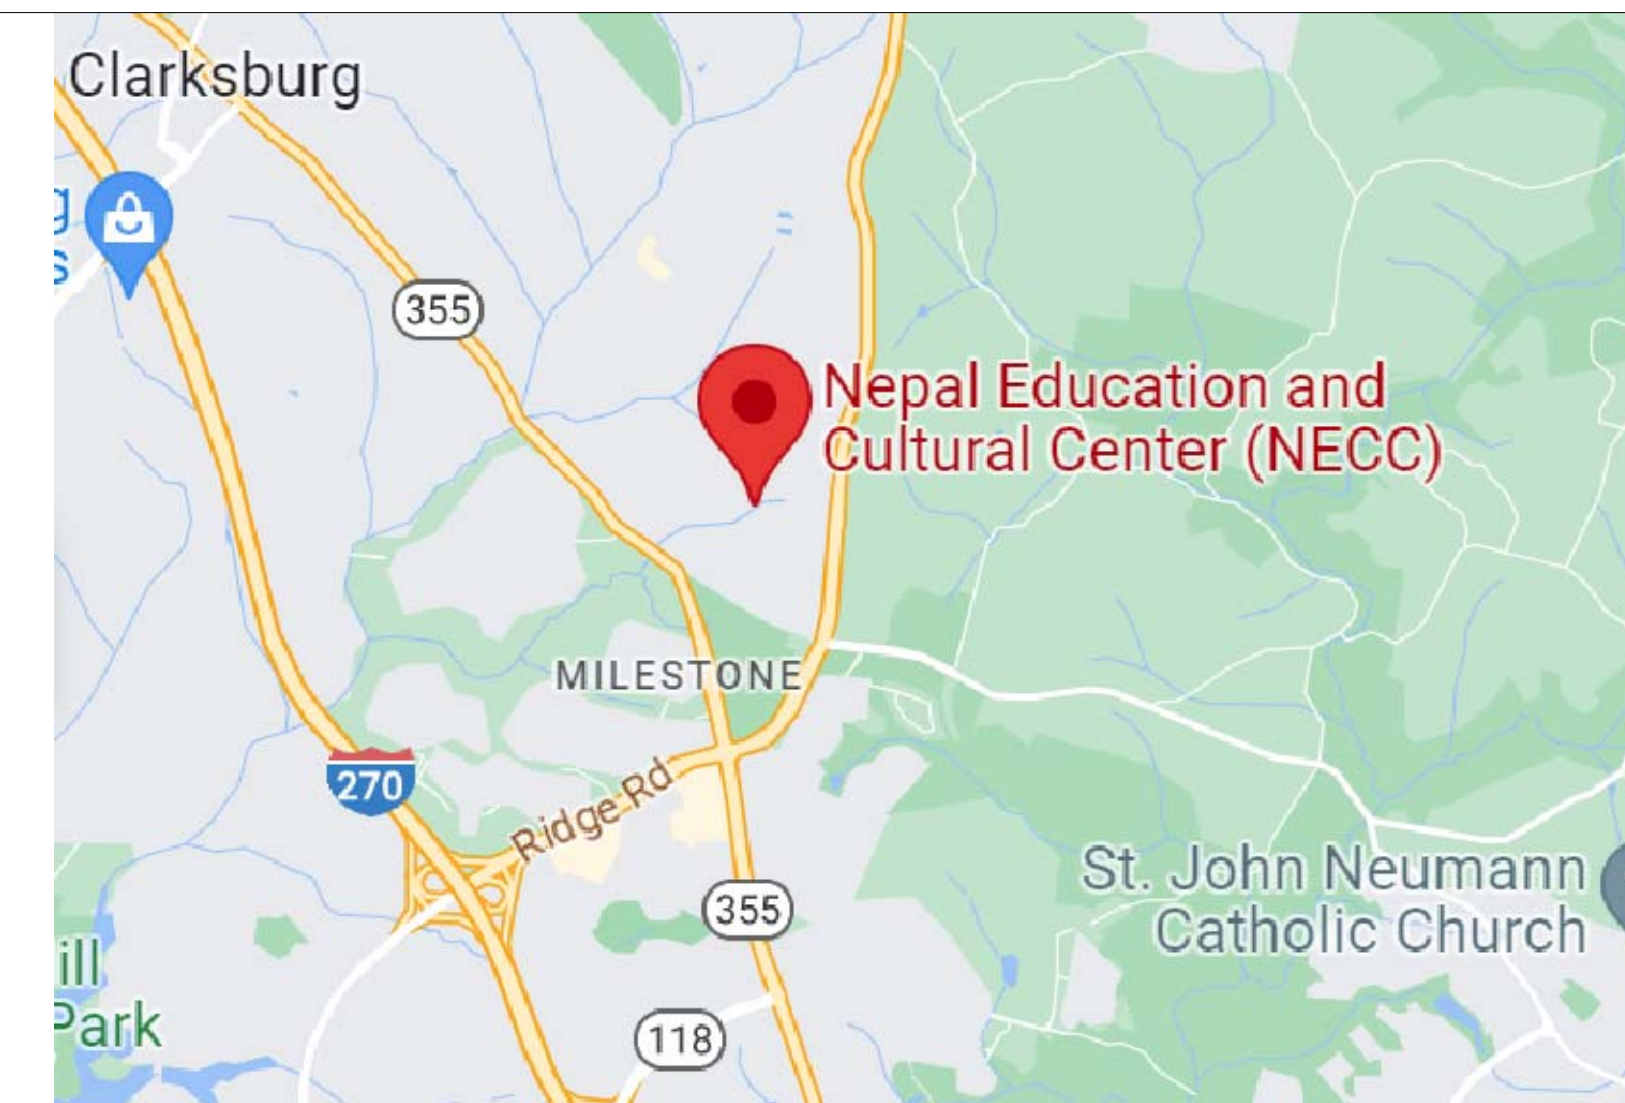 Clarksburg
g
s
355
Nepal Education and
Cultural Center (NECC)
MILESTONE
270
Ridge Rd
St. John Neumann
Catholic Church
355
ill
Park
118